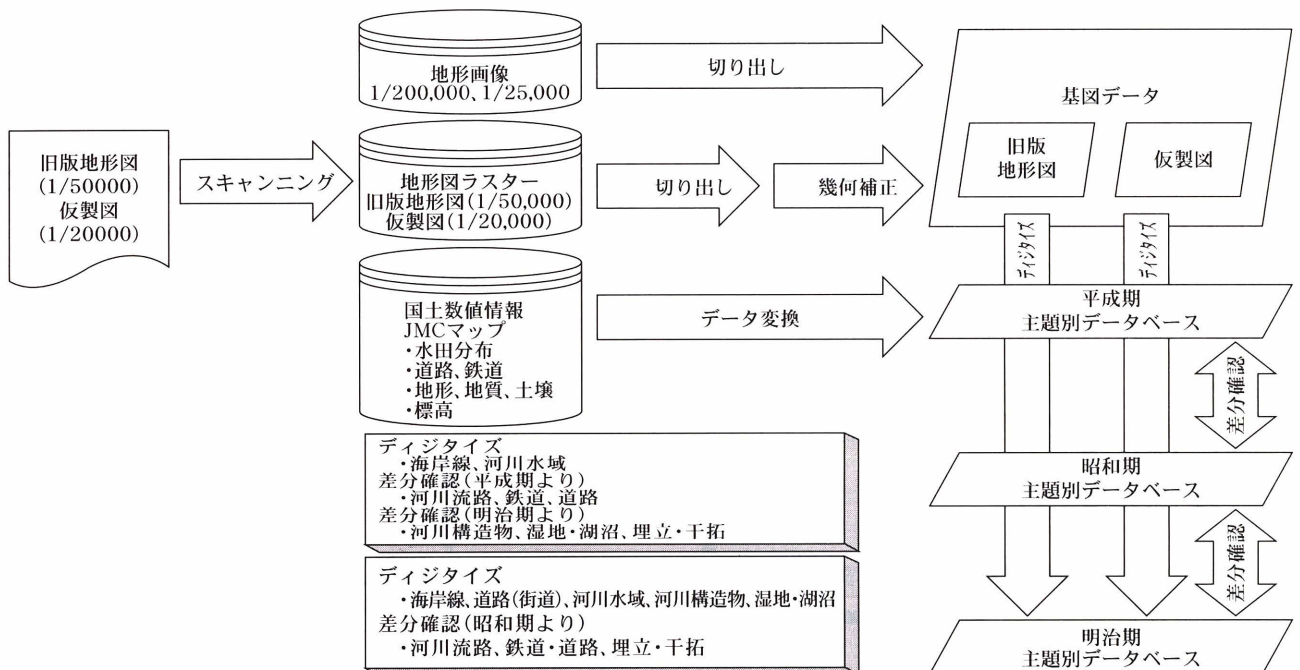 地形画像
1/200,000、1/25,000
切り出し
基図データ
旧版
地形図
仮製図
旧版地形図
(1/50000)
仮製図
(1/20000)
スキャンニング
地形図ラスター
旧版地形図(1/50,000)
仮製図(1/20,000)
切り出し
幾何補正
ディジタイズ
ディジタイズ
国土数値情報
JMCマップ
・水田分布
・道路、鉄道
・地形、地質、土壌
・標高
データ変換
平成期
主題別データベース
差分確認
ディジタイズ
・海岸線、河川水域
差分確認(平成期より)
・河川流路、鉄道、道路
差分確認(明治期より)
・河川構造物、湿地・湖沼、埋立・干拓
昭和期
主題別データベース
差分確認
ディジタイズ
・海岸線、道路(街道)、河川水域、河川構造物、湿地・湖沼
差分確認(昭和期より)
・河川流路、鉄道・道路、埋立・干拓
明治期
主題別データベース